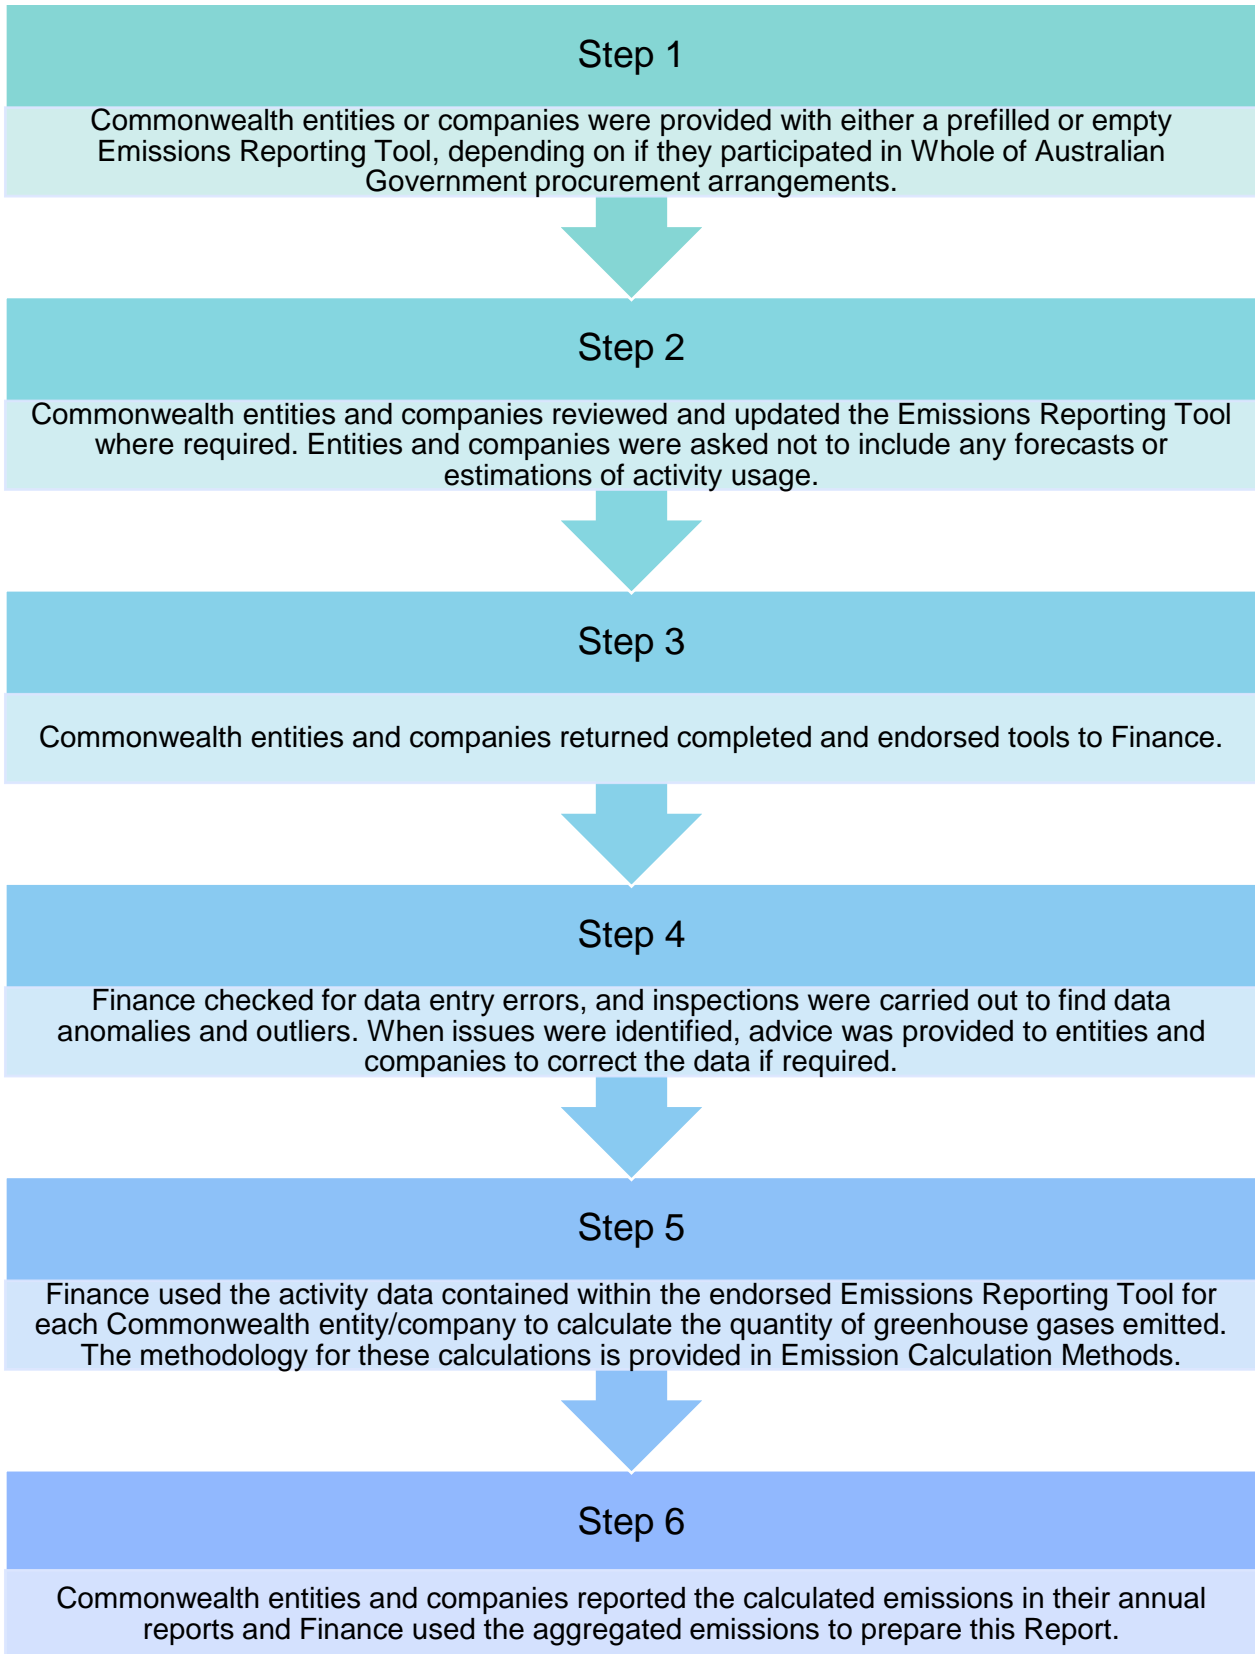 Step 1
Commonwealth entities or companies were provided with either a prefilled or empty
Emissions Reporting Tool, depending on if they participated in Whole of Australian
Government procurement arrangements.
Step 2
Commonwealth entities and companies reviewed and updated the Emissions Reporting Tool
where required. Entities and companies were asked not to include any forecasts or
estimations of activity usage.
Step 3
Commonwealth entities and companies returned completed and endorsed tools to Finance.
Step 4
Finance checked for data entry errors, and inspections were carried out to find data
anomalies and outliers. When issues were identified, advice was provided to entities and
companies to correct the data if required.
Step 5
Finance used the activity data contained within the endorsed Emissions Reporting Tool for
each Commonwealth entity/company to calculate the quantity of greenhouse gases emitted.
The methodology for these calculations is provided in Emission Calculation Methods.
Step 6
Commonwealth entities and companies reported the calculated emissions in their annual
reports and Finance used the aggregated emissions to prepare this Report.